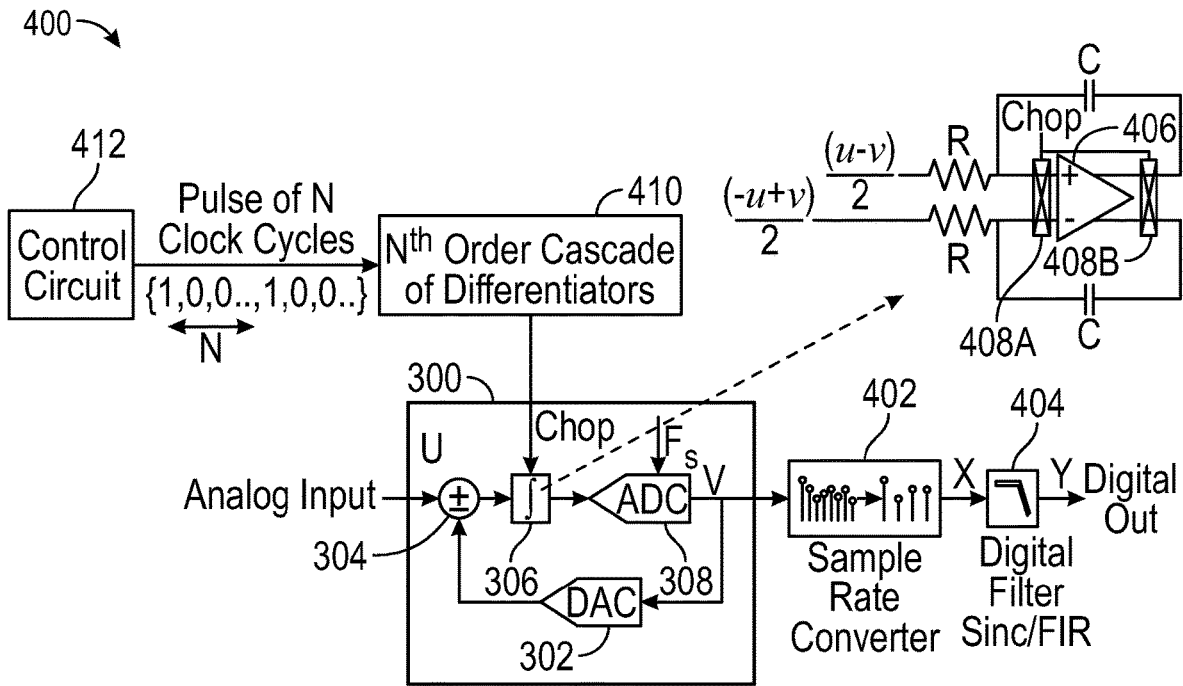 400
412
Control
Circuit
Pulse of N
Clock Cycles
{1,0,0..,1,0,0..}
N
410
Nth Order Cascade
of Differentiators
(u-v)
2
(-u+v)
2
R
R
C
Chop
406
+
-
408B
408A
C
300
Chop
Fs
U
V
Analog Input
±
304
∫
306
ADC
308
DAC
302
402
Sample
Rate
Converter
X
404
Y
Digital
Out
Digital
Filter
Sinc/FIR